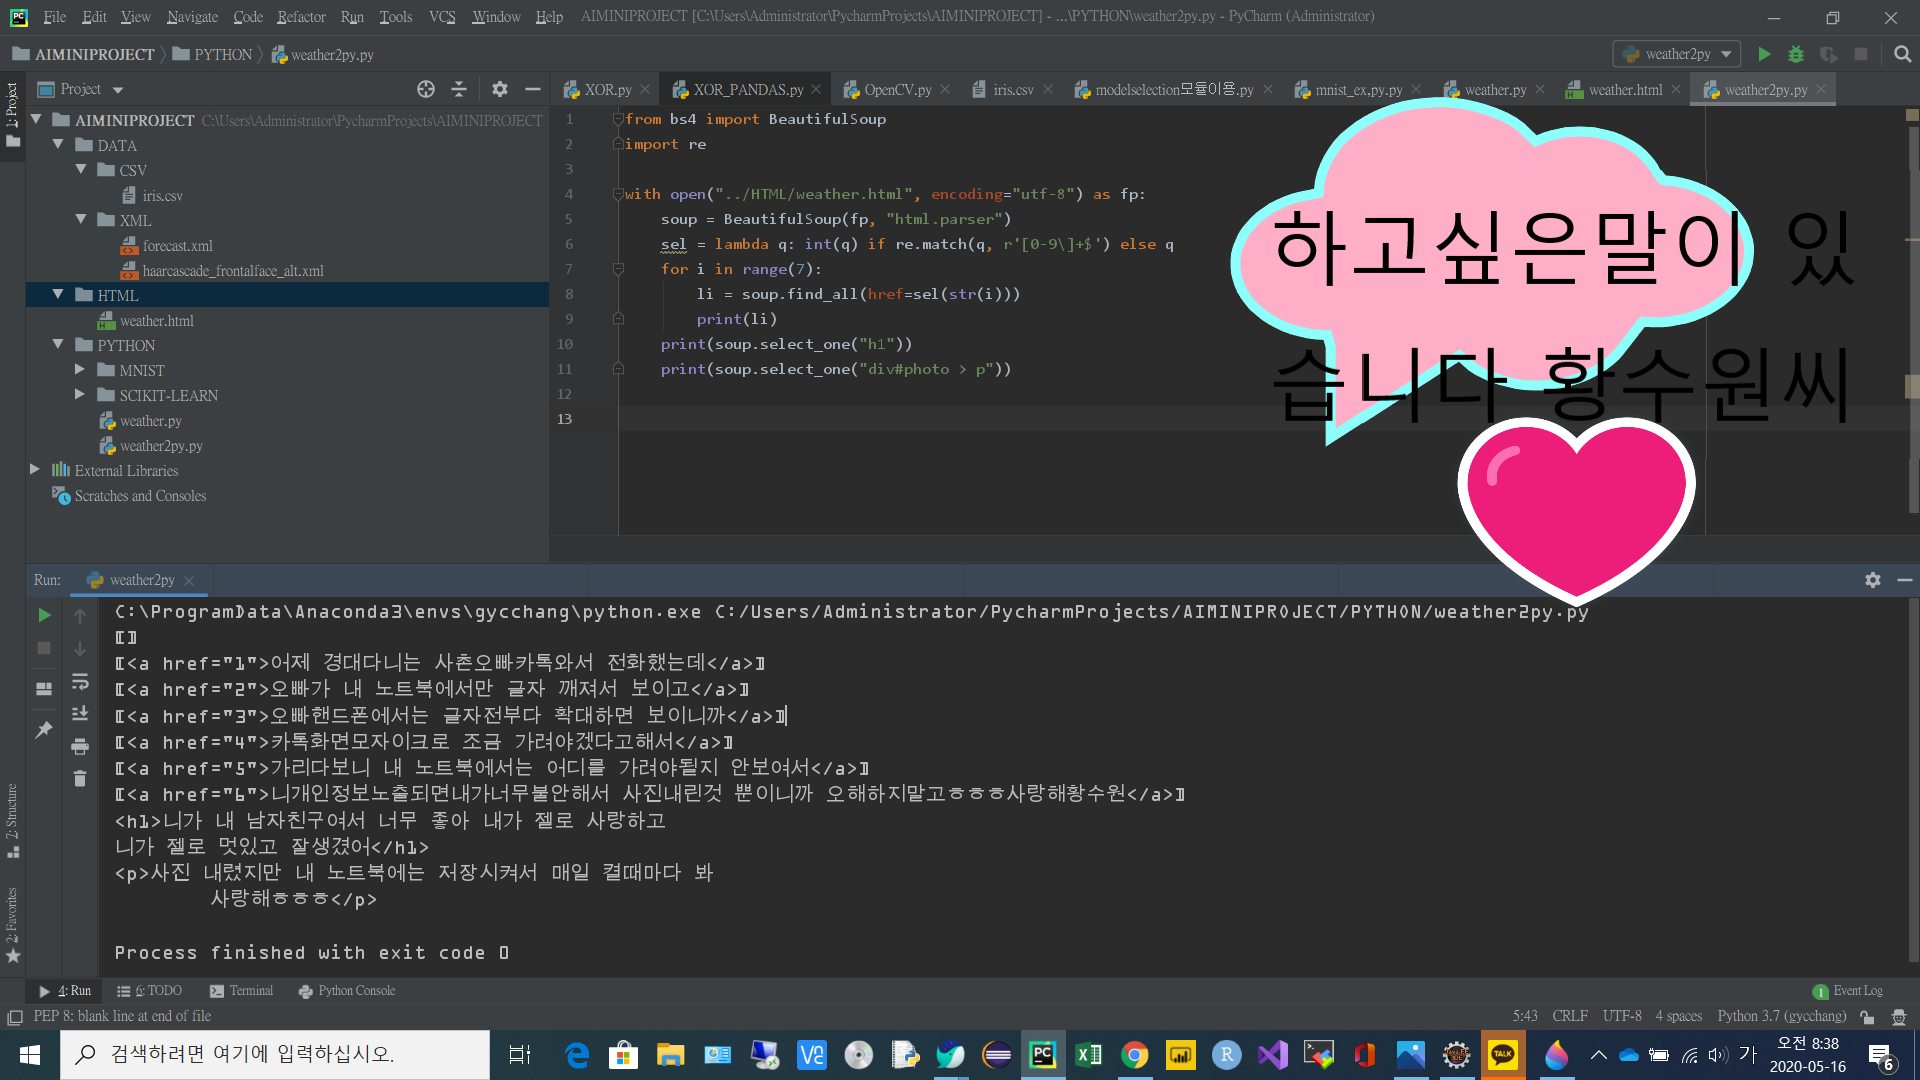 File Edit View Navigate Code Refactor Run Tools VCS Window Help AIMINIPROJECT [C:\Users\Administrator\PycharmProjects\AIMINIPROJECT] - ...\PYTHON\weather2py.py - PyCharm (Administrator)
AIMINIPROJECT PYTHON weather2py.py weather2py
Project XOR.py XOR_PANDAS.py OpenCV.py iris.csv modelselection모듈이용.py mnist_ex,py.py weather.py weather.html weather2py.py
1: Project
AIMINIPROJECT C:\Users\Administrator\PycharmProjects\AIMINIPROJECT
DATA
CSV
iris.csv
XML
forecast.xml
haarcascade_frontalface_alt.xml
HTML
weather.html
PYTHON
MNIST
SCIKIT-LEARN
weather.py
weather2py.py
External Libraries
Scratches and Consoles
1 from bs4 import BeautifulSoup
2 import re
3
4 with open("../HTML/weather.html", encoding="utf-8") as fp:
5 soup = BeautifulSoup(fp, "html.parser")
6 sel = lambda q: int(q) if re.match(q, r'[0-9\]+$') else q
7 for i in range(7):
8 li = soup.find_all(href=sel(str(i)))
9 print(li)
10 print(soup.select_one("h1"))
11 print(soup.select_one("div#photo > p"))
12
13
하고싶은말이 있
습니다 황수원씨
Run: weather2py
C:\ProgramData\Anaconda3\envs\gycchang\python.exe C:/Users/Administrator/PycharmProjects/AIMINIPROJECT/PYTHON/weather2py.py
[]
[<a href="1">어제 경대다니는 사촌오빠카톡와서 전화했는데</a>]
[<a href="2">오빠가 내 노트북에서만 글자 깨져서 보이고</a>]
[<a href="3">오빠핸드폰에서는 글자전부다 확대하면 보이니까</a>]
[<a href="4">카톡화면모자이크로 조금 가려야겠다고해서</a>]
[<a href="5">가리다보니 내 노트북에서는 어디를 가려야될지 안보여서</a>]
[<a href="6">니개인정보노출되면내가너무불안해서 사진내린것 뿐이니까 오해하지말고ㅎㅎㅎ사랑해황수원</a>]
<h1>니가 내 남자친구여서 너무 좋아 내가 젤로 사랑하고
니가 젤로 멋있고 잘생겼어</h1>
<p>사진 내렸지만 내 노트북에는 저장시켜서 매일 켤때마다 봐
사랑해ㅎㅎㅎ</p>
Process finished with exit code 0
7: Structure
2: Favorites
4: Run 6: TODO Terminal Python Console Event Log
PEP 8: blank line at end of file 5:43 CRLF UTF-8 4 spaces Python 3.7 (gycchang)
검색하려면 여기에 입력하십시오. TALK 가 오전 8:38
2020-05-16 6